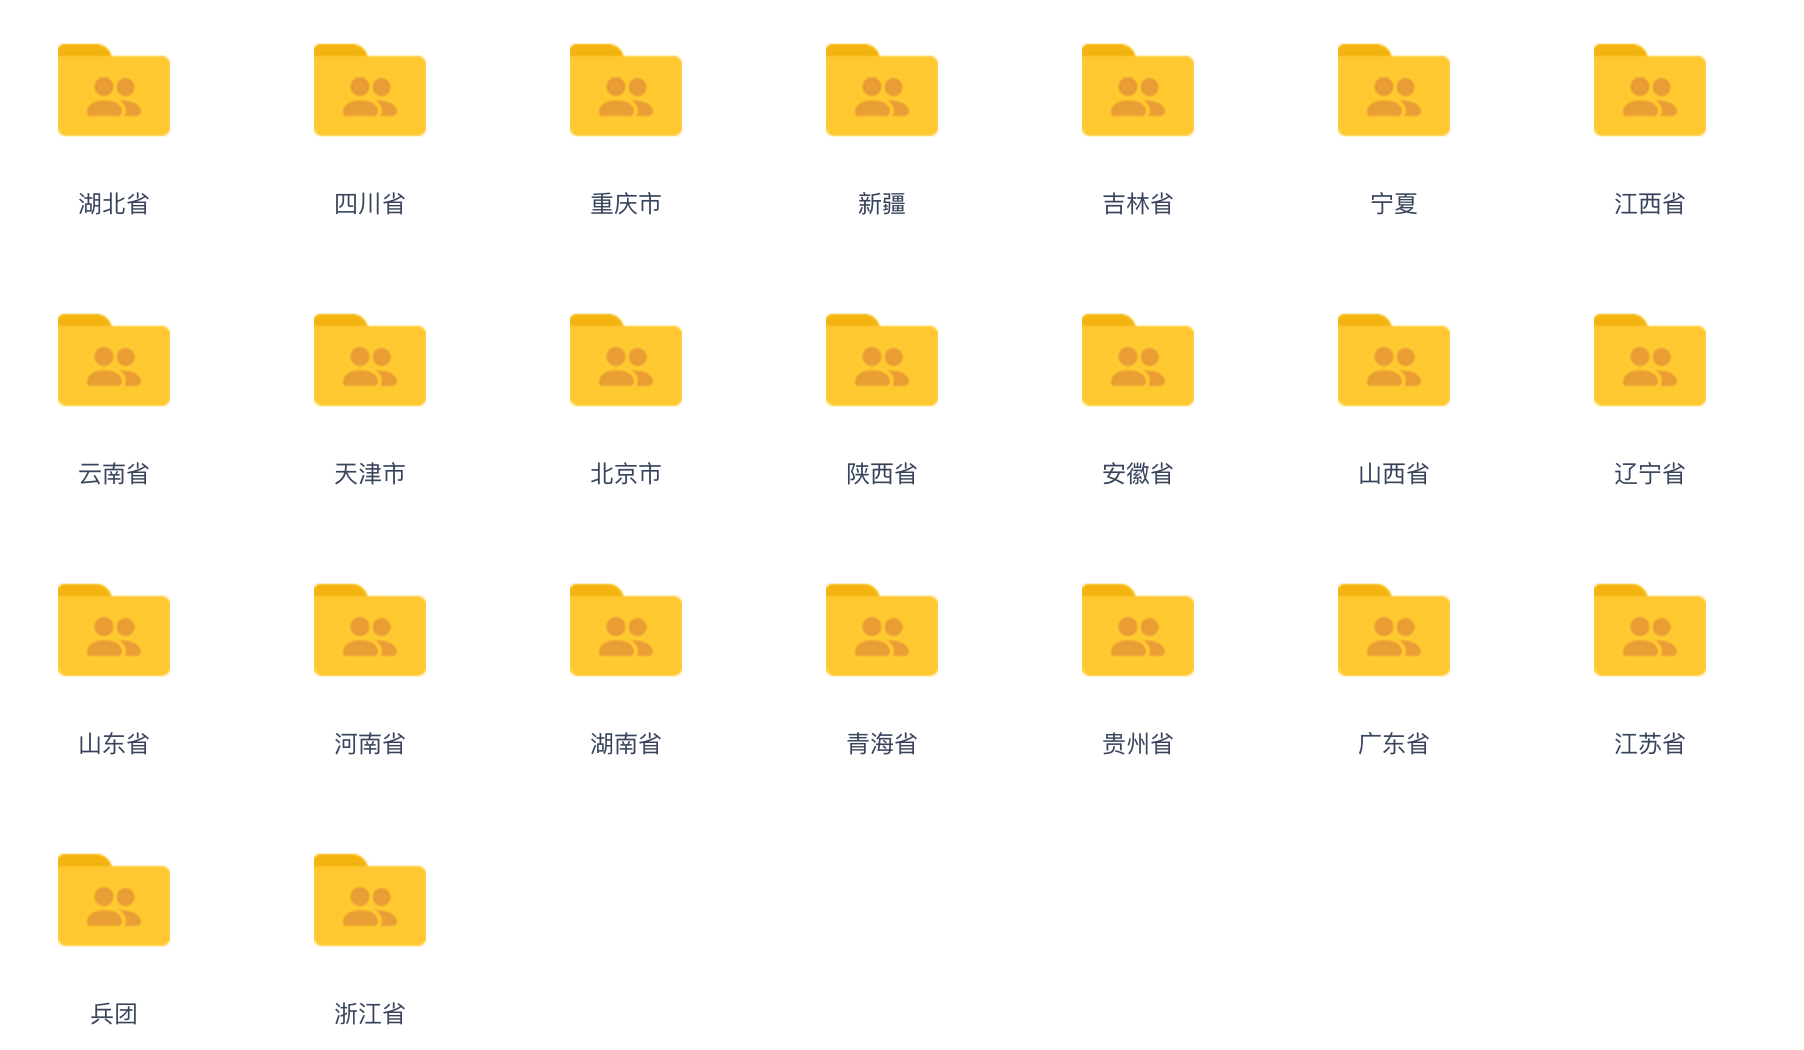 湖北省
四川省
重庆市
新疆
吉林省
宁夏
江西省
云南省
天津市
北京市
陕西省
安徽省
山西省
辽宁省
山东省
河南省
湖南省
青海省
贵州省
广东省
江苏省
兵团
浙江省